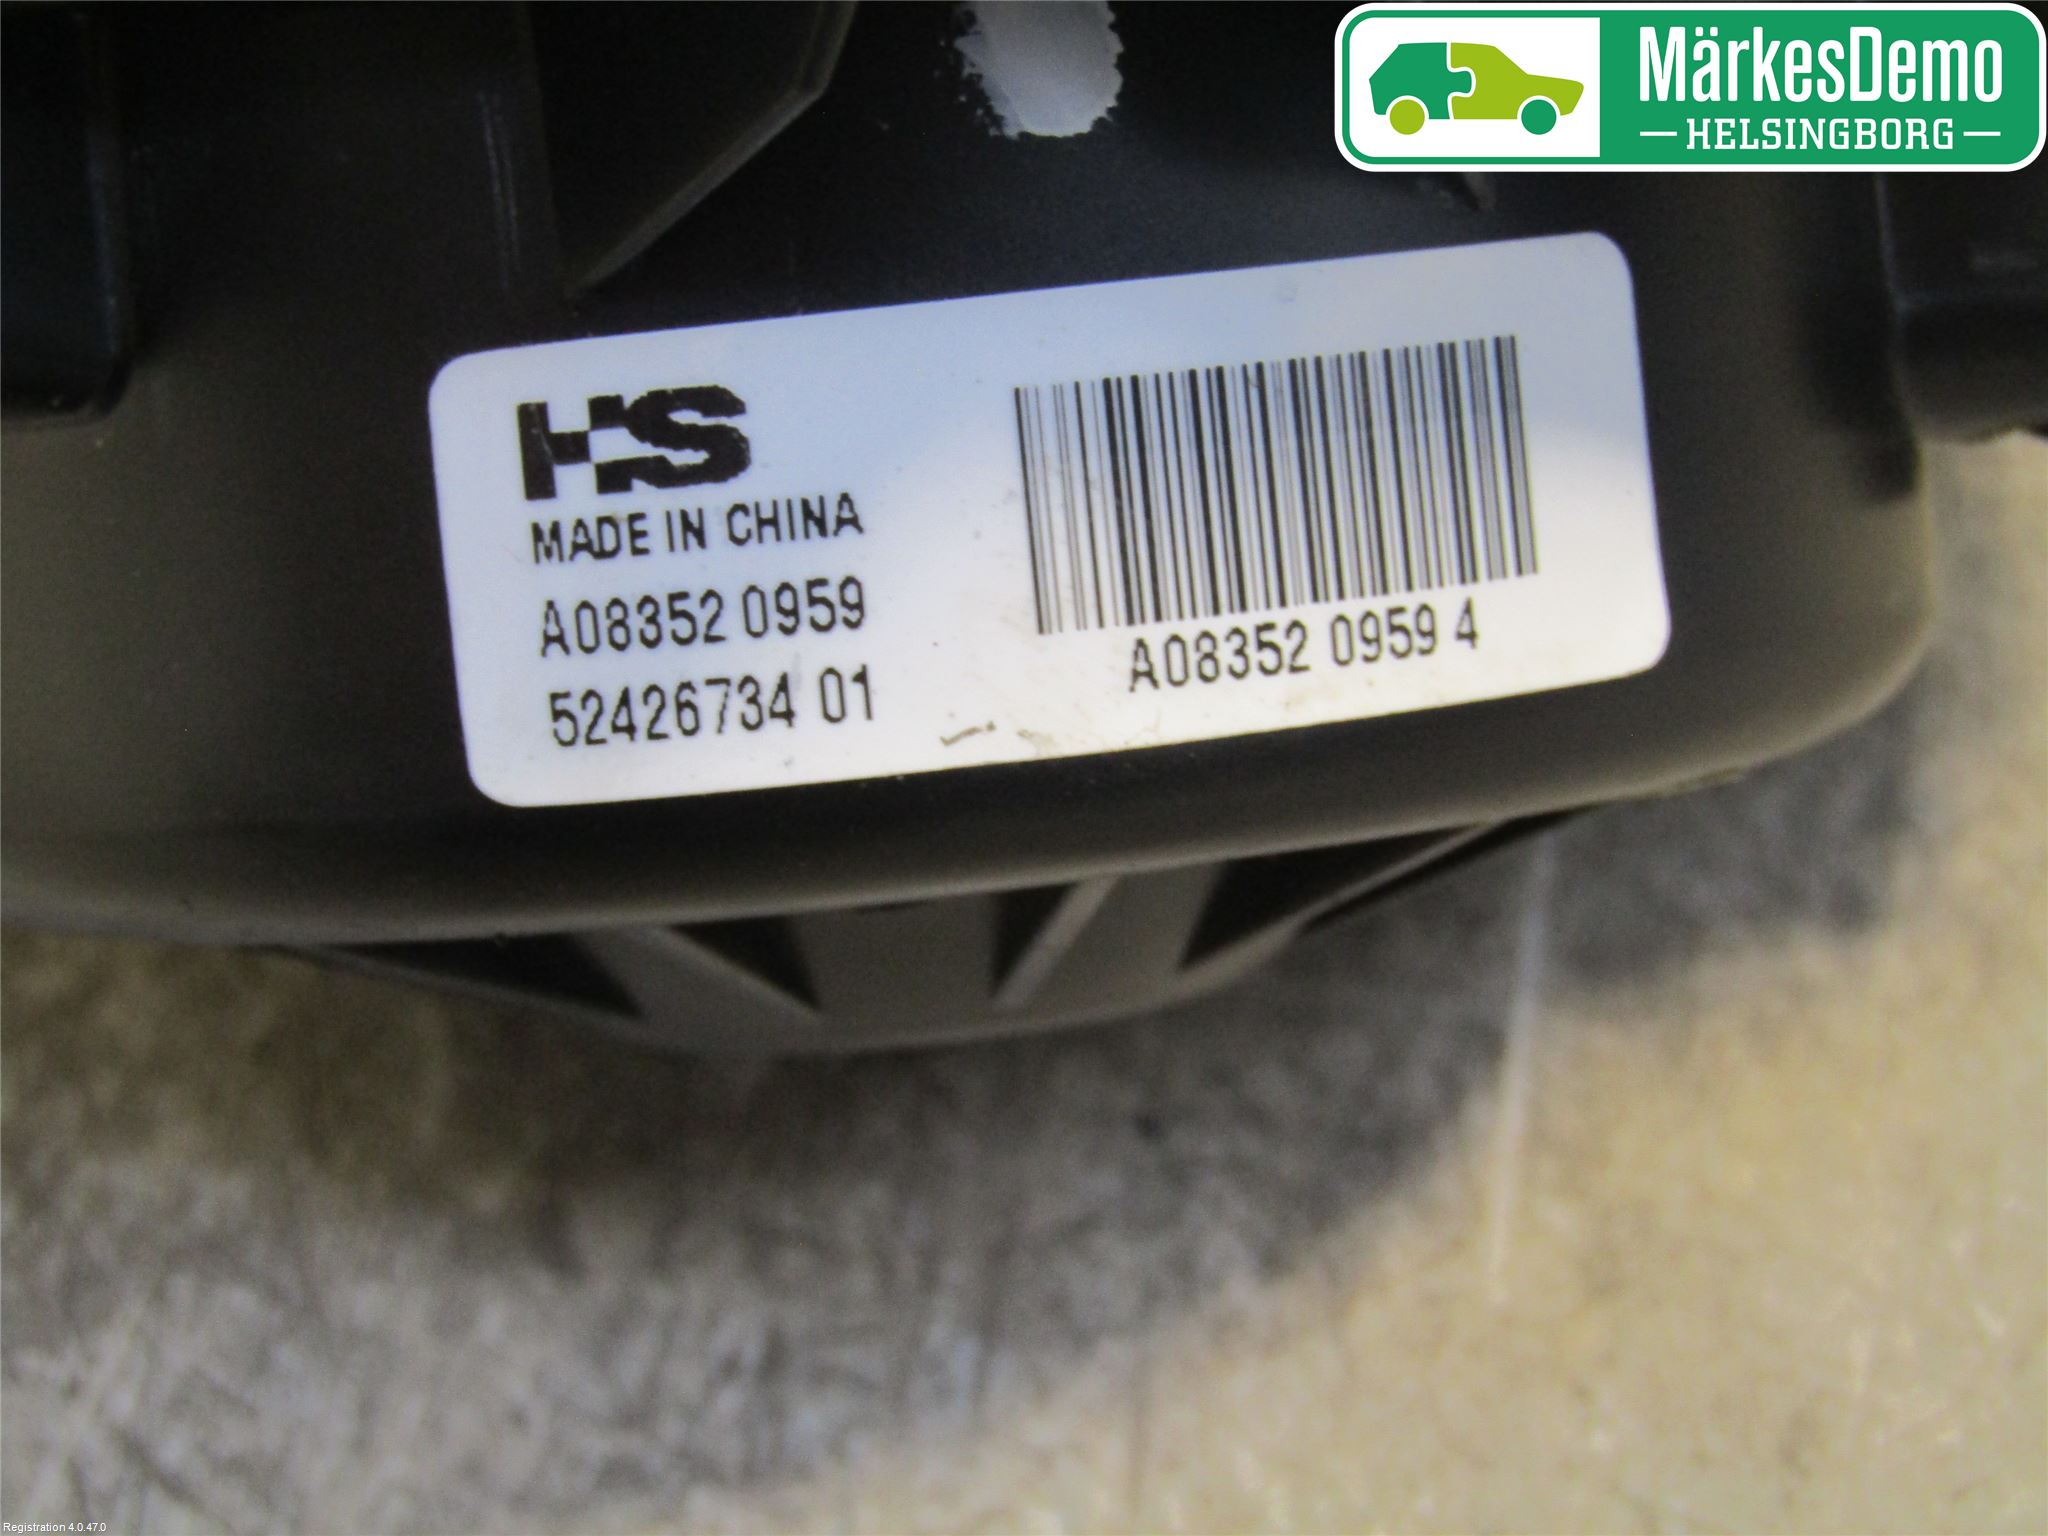 MärkesDemo
HELSINGBORG
HS
MADE IN CHINA
A08352 0959
52426734 01
A08352 0959 4
Registration 4.0.47.0